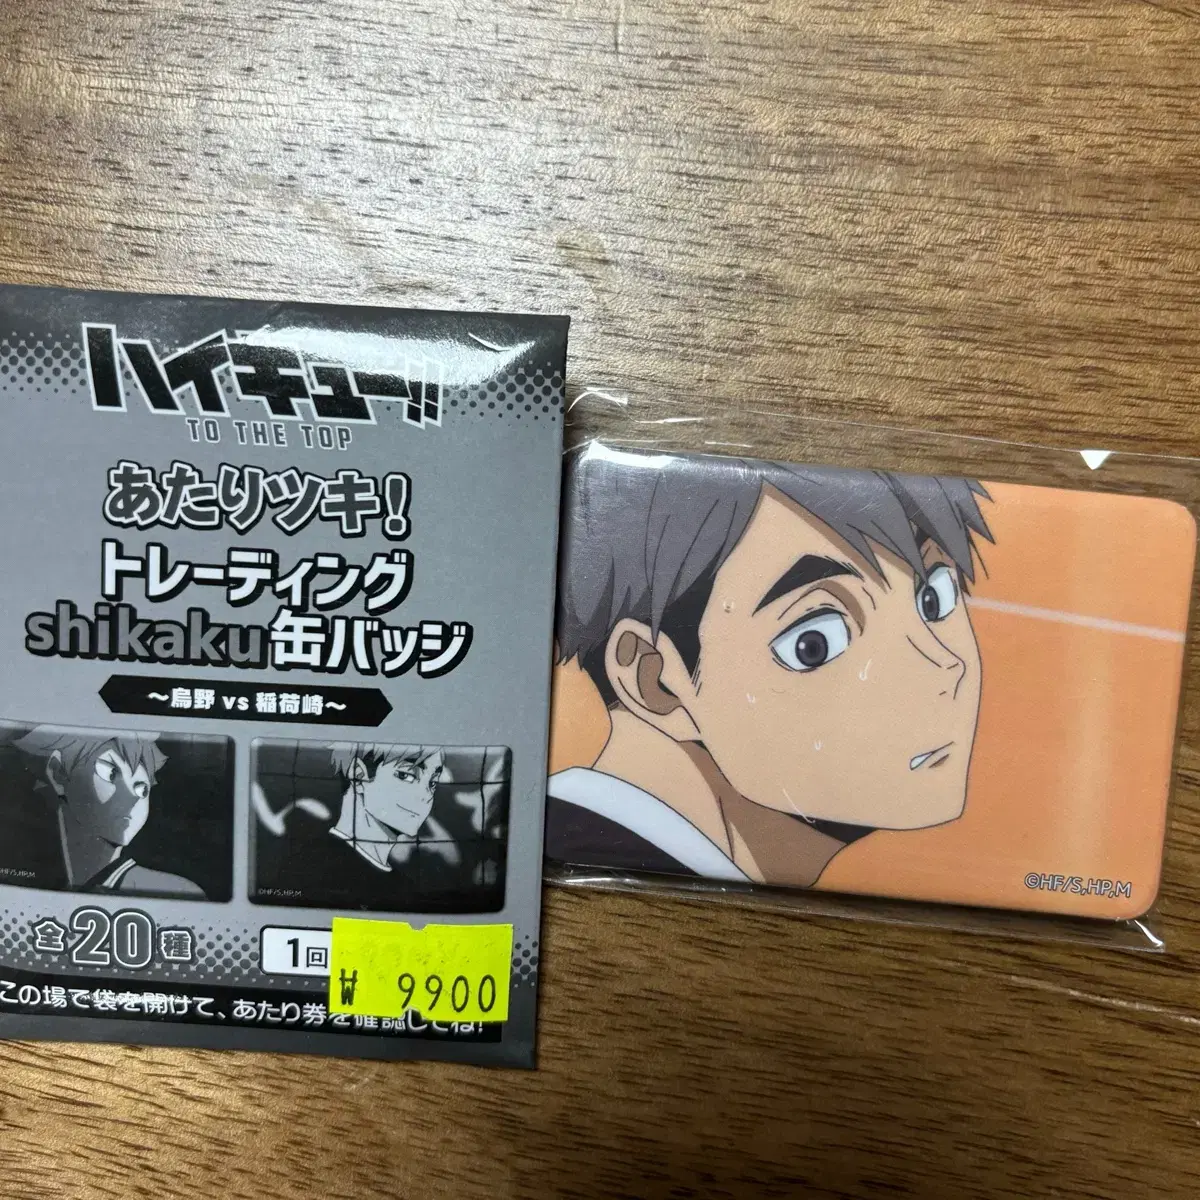 ハイキュー!!
TO THE TOP
あたりツキ!
トレーディング
shikaku缶バッジ
～烏野 vs 稲荷崎～
©HF/S,HP,M
©HF/S,HP,M
全20種
1回
₩ 9900
この場で袋を開けて、あたり券を確認してね!
©HF/S,HP,M